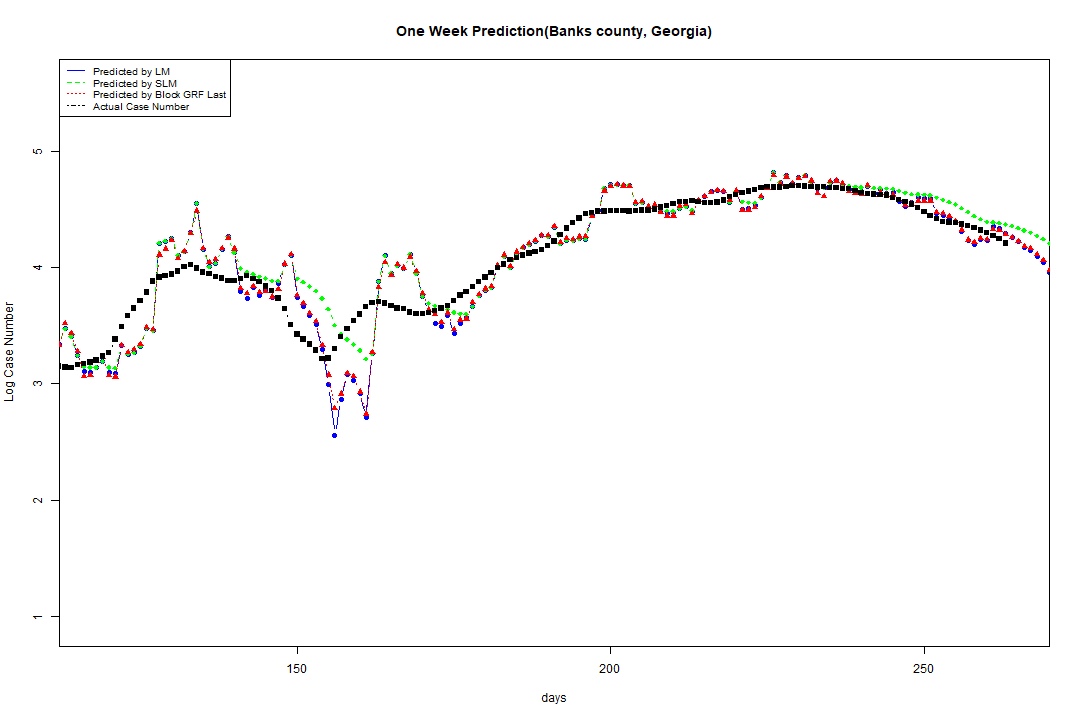 One Week Prediction(Banks county, Georgia)
Predicted by LM
Predicted by SLM
Predicted by Block GRF Last
Actual Case Number
5
4
3
2
1
Log Case Number
150 200 250
days